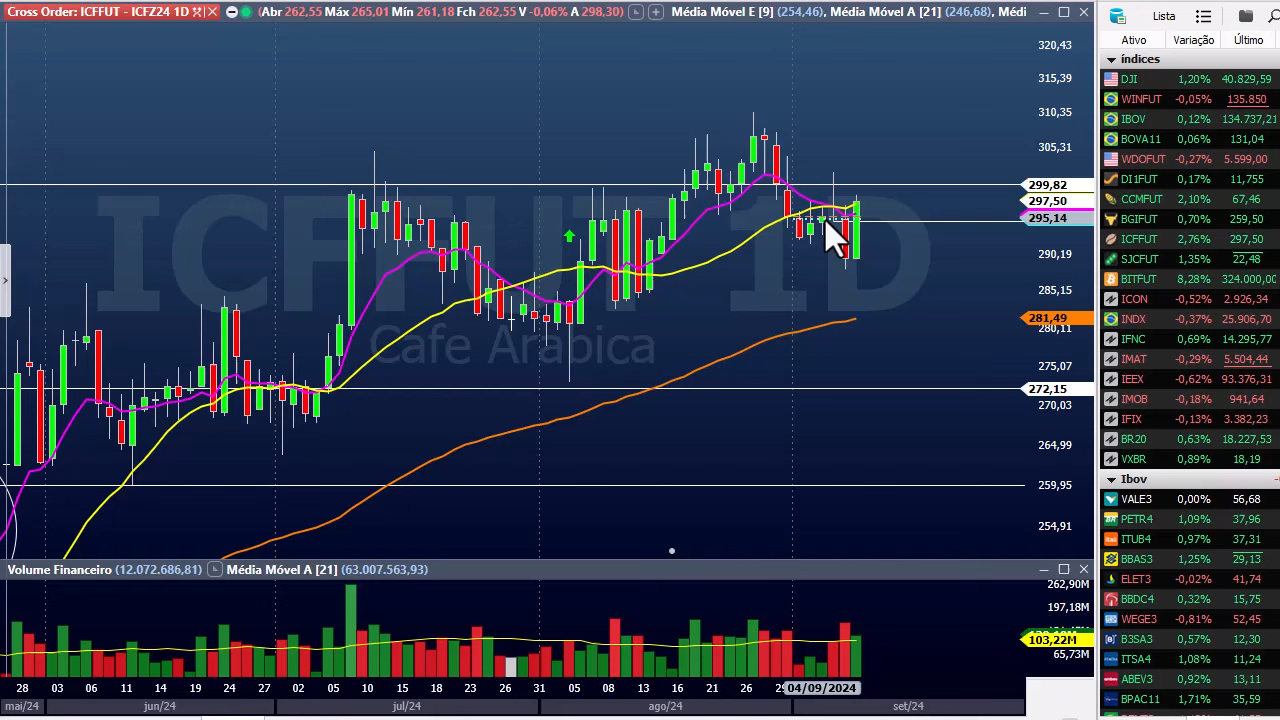 Cross Order: ICFFUT - ICFZ24 1D
(Abr 262,55 Máx 265,01 Mín 261,18 Fch 262,55 V -0,06% A 298,30)
Média Móvel E [9] (254,46), Média Móvel A [21] (246,68), Médi
ICFFUT 1D
Cafe Arabica
320,43
315,39
310,35
305,31
299,82
297,50
295,14
290,19
285,15
281,49
280,11
275,07
272,15
270,03
264,99
259,95
254,91
Volume Financeiro (12.072.686,81)
Média Móvel A [21] (63.007.563,93)
262,90M
197,18M
103,22M
65,73M
28 03 06 11 14 19 27 02 05 10 15 18 23 26 31 06 08 13 16 21 26 04/09
mai/24 jun/24 ago/24 set/24
Lista
Ativo Variação Último
índices
DJI 1,20% 40.829,59
WINFUT -0,05% 135.850
IBOV 0,12% 134.737,21
BOVA11 0,06% 131,04
WDOFUT -1,27% 5.599,00
DI1FUT 0,17% 11,755
CCMFUT 2,10% 67,46
BGIFUT 0,70% 259,50
ICFFUT 2,76% 297,50
SJCFUT 1,35% 22,48
BITFUT 8,28% 324.000,00
ICON -1,52% 2.926,34
INDX -0,37% 25.906,70
IFNC 0,69% 14.295,77
IMAT -0,29% 5.504,44
IEEX -0,62% 93.376,31
IMOB -0,18% 941,64
IFIX -0,13% 3.382,23
BR20 0,63% 18.227,53
VXBR 0,89% 18,19
Ibov
VALE3 0,00% 56,68
PETR4 1,09% 37,96
ITUB4 0,97% 37,31
BBAS3 1,25% 29,13
ELET3 -0,02% 41,74
BBDC4 0,32% 15,75
WEGE3 -0,81% 52,45
B3SA3 0,57% 12,30
ITSA4 1,08% 11,24
ABEV3 0,92% 13,11
BPAC11 1,71% 35,59